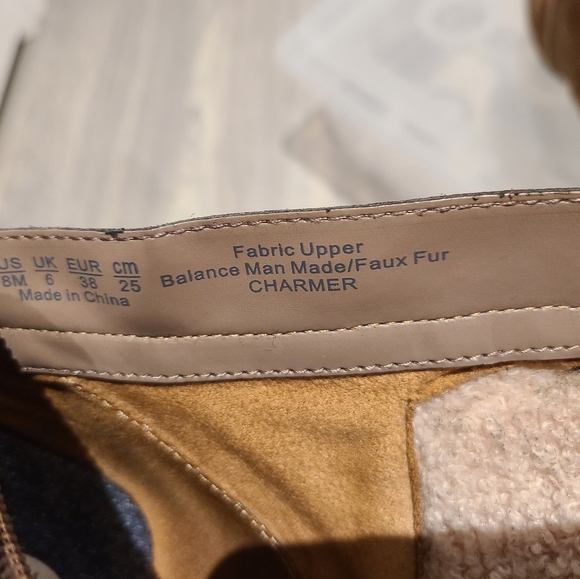 US UK EUR cm
8M 6 38 25
Made in China
Fabric Upper
Balance Man Made/Faux Fur
CHARMER